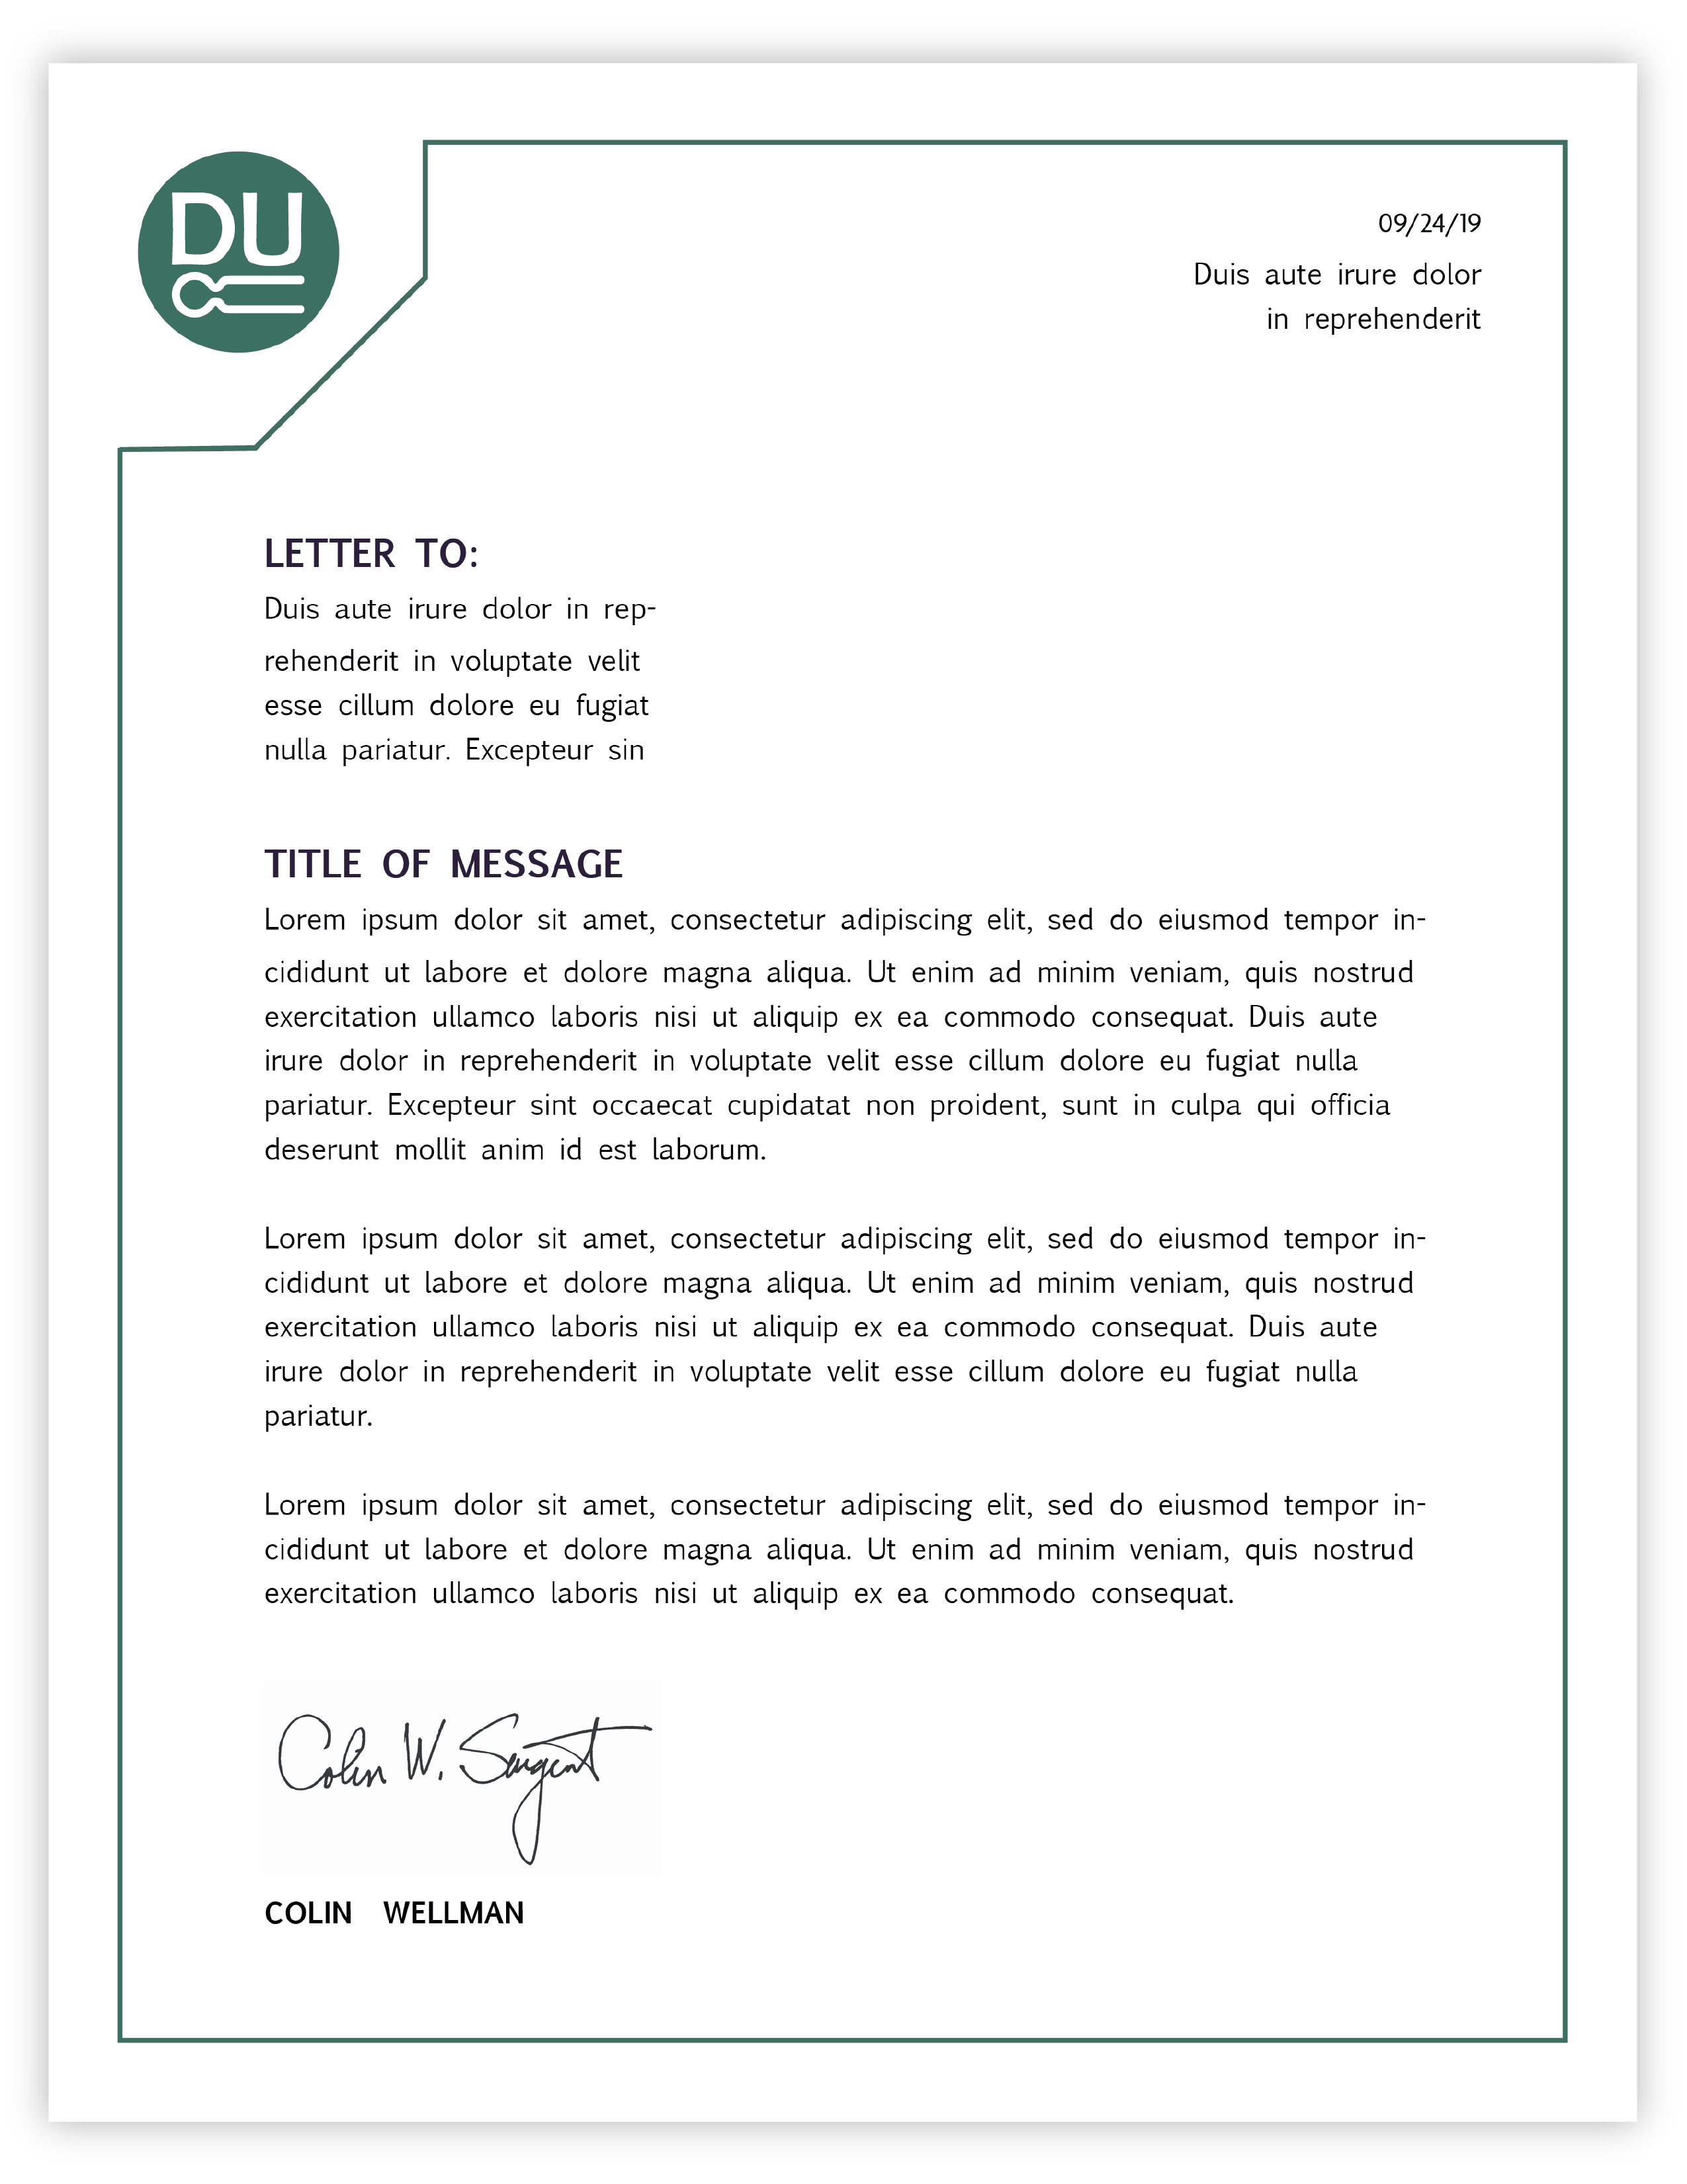 DU
09/24/19
Duis aute irure dolor
in reprehenderit
LETTER TO:
Duis aute irure dolor in rep-
rehenderit in voluptate velit
esse cillum dolore eu fugiat
nulla pariatur. Excepteur sin
TITLE OF MESSAGE
Lorem ipsum dolor sit amet, consectetur adipiscing elit, sed do eiusmod tempor in-
cididunt ut labore et dolore magna aliqua. Ut enim ad minim veniam, quis nostrud
exercitation ullamco laboris nisi ut aliquip ex ea commodo consequat. Duis aute
irure dolor in reprehenderit in voluptate velit esse cillum dolore eu fugiat nulla
pariatur. Excepteur sint occaecat cupidatat non proident, sunt in culpa qui officia
deserunt mollit anim id est laborum.
Lorem ipsum dolor sit amet, consectetur adipiscing elit, sed do eiusmod tempor in-
cididunt ut labore et dolore magna aliqua. Ut enim ad minim veniam, quis nostrud
exercitation ullamco laboris nisi ut aliquip ex ea commodo consequat. Duis aute
irure dolor in reprehenderit in voluptate velit esse cillum dolore eu fugiat nulla
pariatur.
Lorem ipsum dolor sit amet, consectetur adipiscing elit, sed do eiusmod tempor in-
cididunt ut labore et dolore magna aliqua. Ut enim ad minim veniam, quis nostrud
exercitation ullamco laboris nisi ut aliquip ex ea commodo consequat.
Colin W. Sargent
COLIN WELLMAN